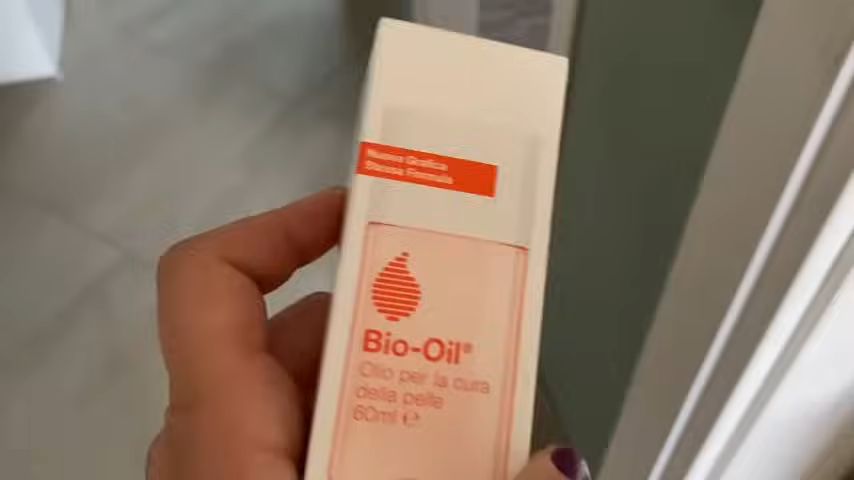 Nuova Grafica
Stessa Formula
Bio-Oil®
Olio per la cura
della pelle
60ml ℮